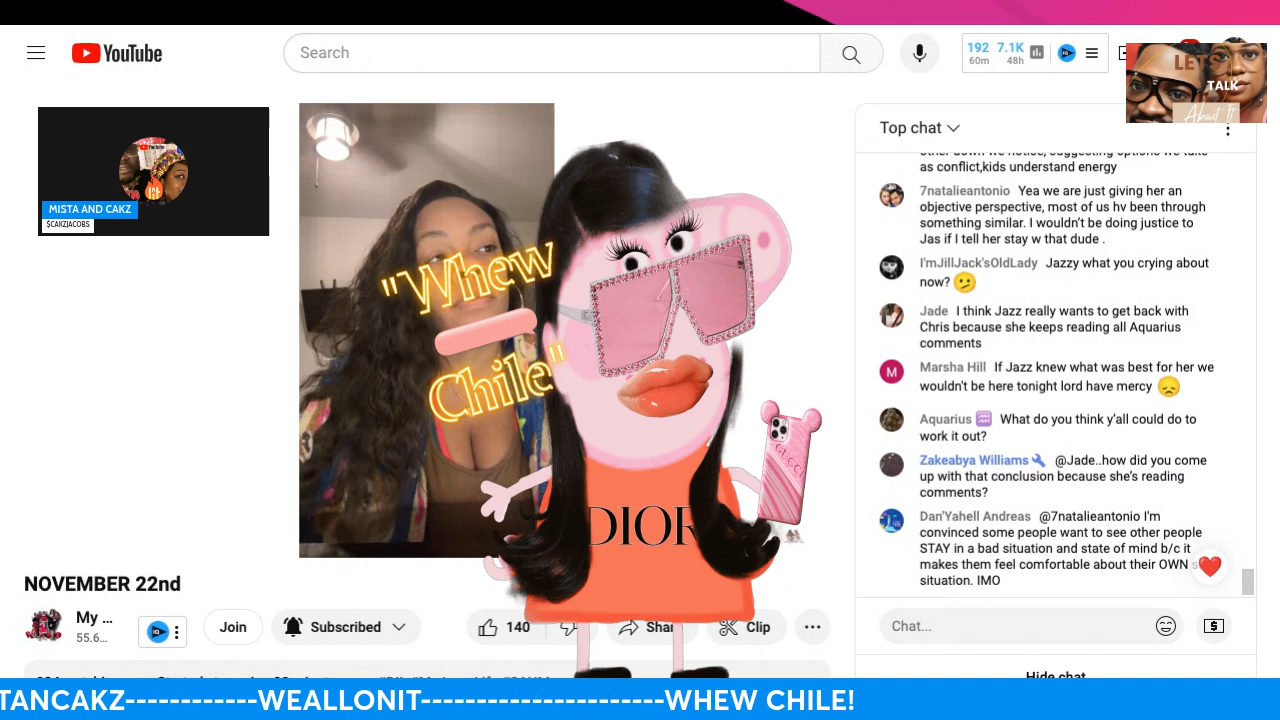 YouTube
Search
192 7.1K
60m 48h
LETS
TALK
About It
Top chat
as conflict,kids understand energy
7natalieantonio Yea we are just giving her an
objective perspective, most of us hv been through
something similar. I wouldn't be doing justice to
Jas if I tell her stay w that dude .
I'mJillJack'sOldLady Jazzy what you crying about
now?
Jade I think Jazz really wants to get back with
Chris because she keeps reading all Aquarius
comments
M
Marsha Hill If Jazz knew what was best for her we
wouldn't be here tonight lord have mercy
Aquarius ♒ What do you think y'all could do to
work it out?
Zakeabya Williams @Jade..how did you come
up with that conclusion because she's reading
comments?
Dan'Yahell Andreas @7natalieantonio I'm
convinced some people want to see other people
STAY in a bad situation and state of mind b/c it
makes them feel comfortable about their OWN s
situation. IMO
Chat...
Hide chat
MISTA AND CAKZ
$CAKZJACOBS
"Whew
Chile"
GUCCI
DIOR
NOVEMBER 22nd
My ...
55.6...
Join
Subscribed
140
Shar
Clip
TANCAKZ------------WEALLONIT----------------------WHEW CHILE!